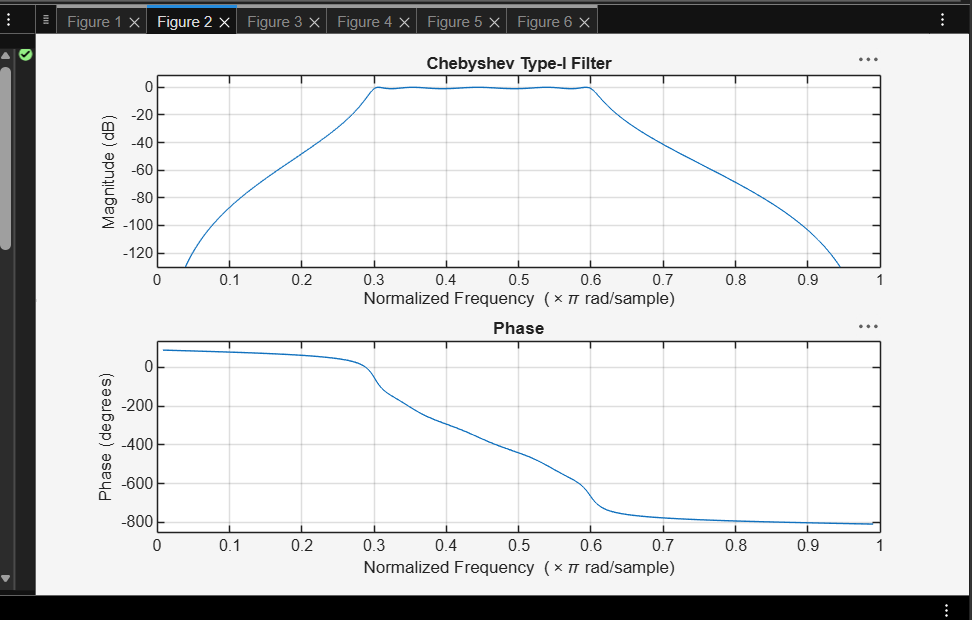 Figure 1 × Figure 2 × Figure 3 × Figure 4 × Figure 5 × Figure 6 ×
Chebyshev Type-I Filter
Magnitude (dB)
0
-20
-40
-60
-80
-100
-120
0 0.1 0.2 0.3 0.4 0.5 0.6 0.7 0.8 0.9 1
Normalized Frequency (× π rad/sample)
Phase
Phase (degrees)
0
-200
-400
-600
-800
0 0.1 0.2 0.3 0.4 0.5 0.6 0.7 0.8 0.9 1
Normalized Frequency (× π rad/sample)